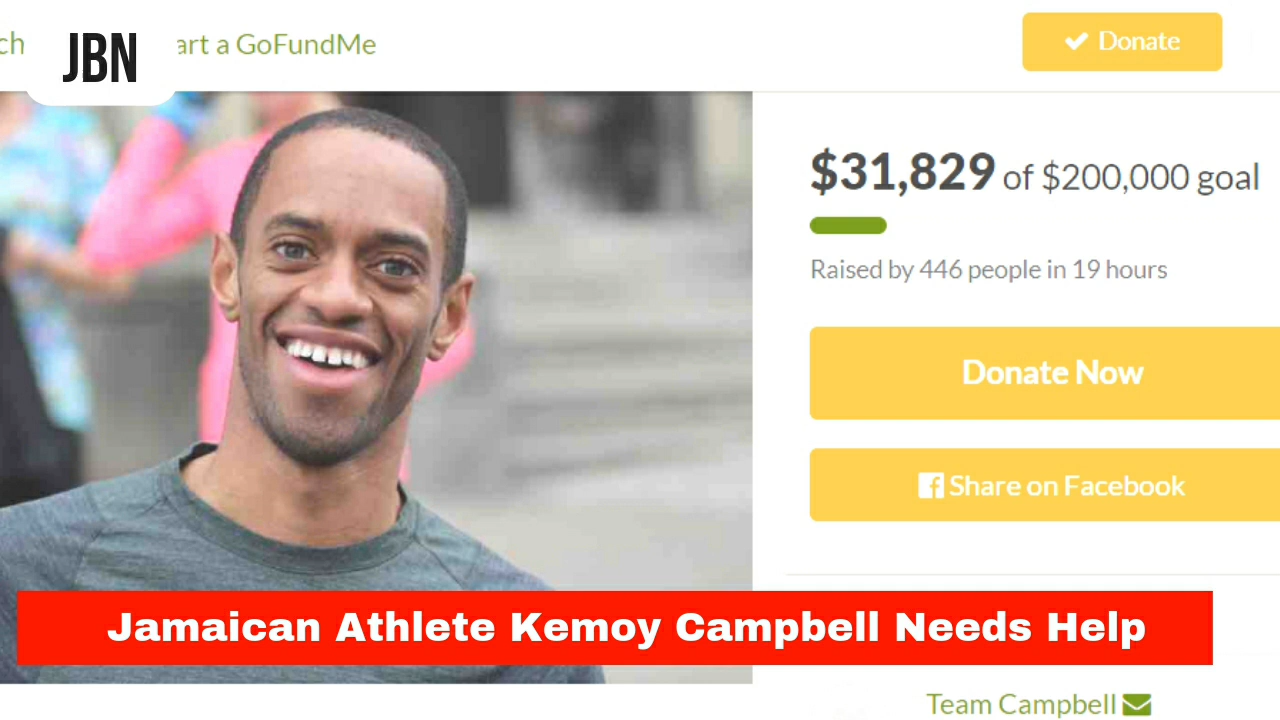 ch
JBN
art a GoFundMe
Donate
$31,829 of $200,000 goal
Raised by 446 people in 19 hours
Donate Now
Share on Facebook
Jamaican Athlete Kemoy Campbell Needs Help
Team Campbell